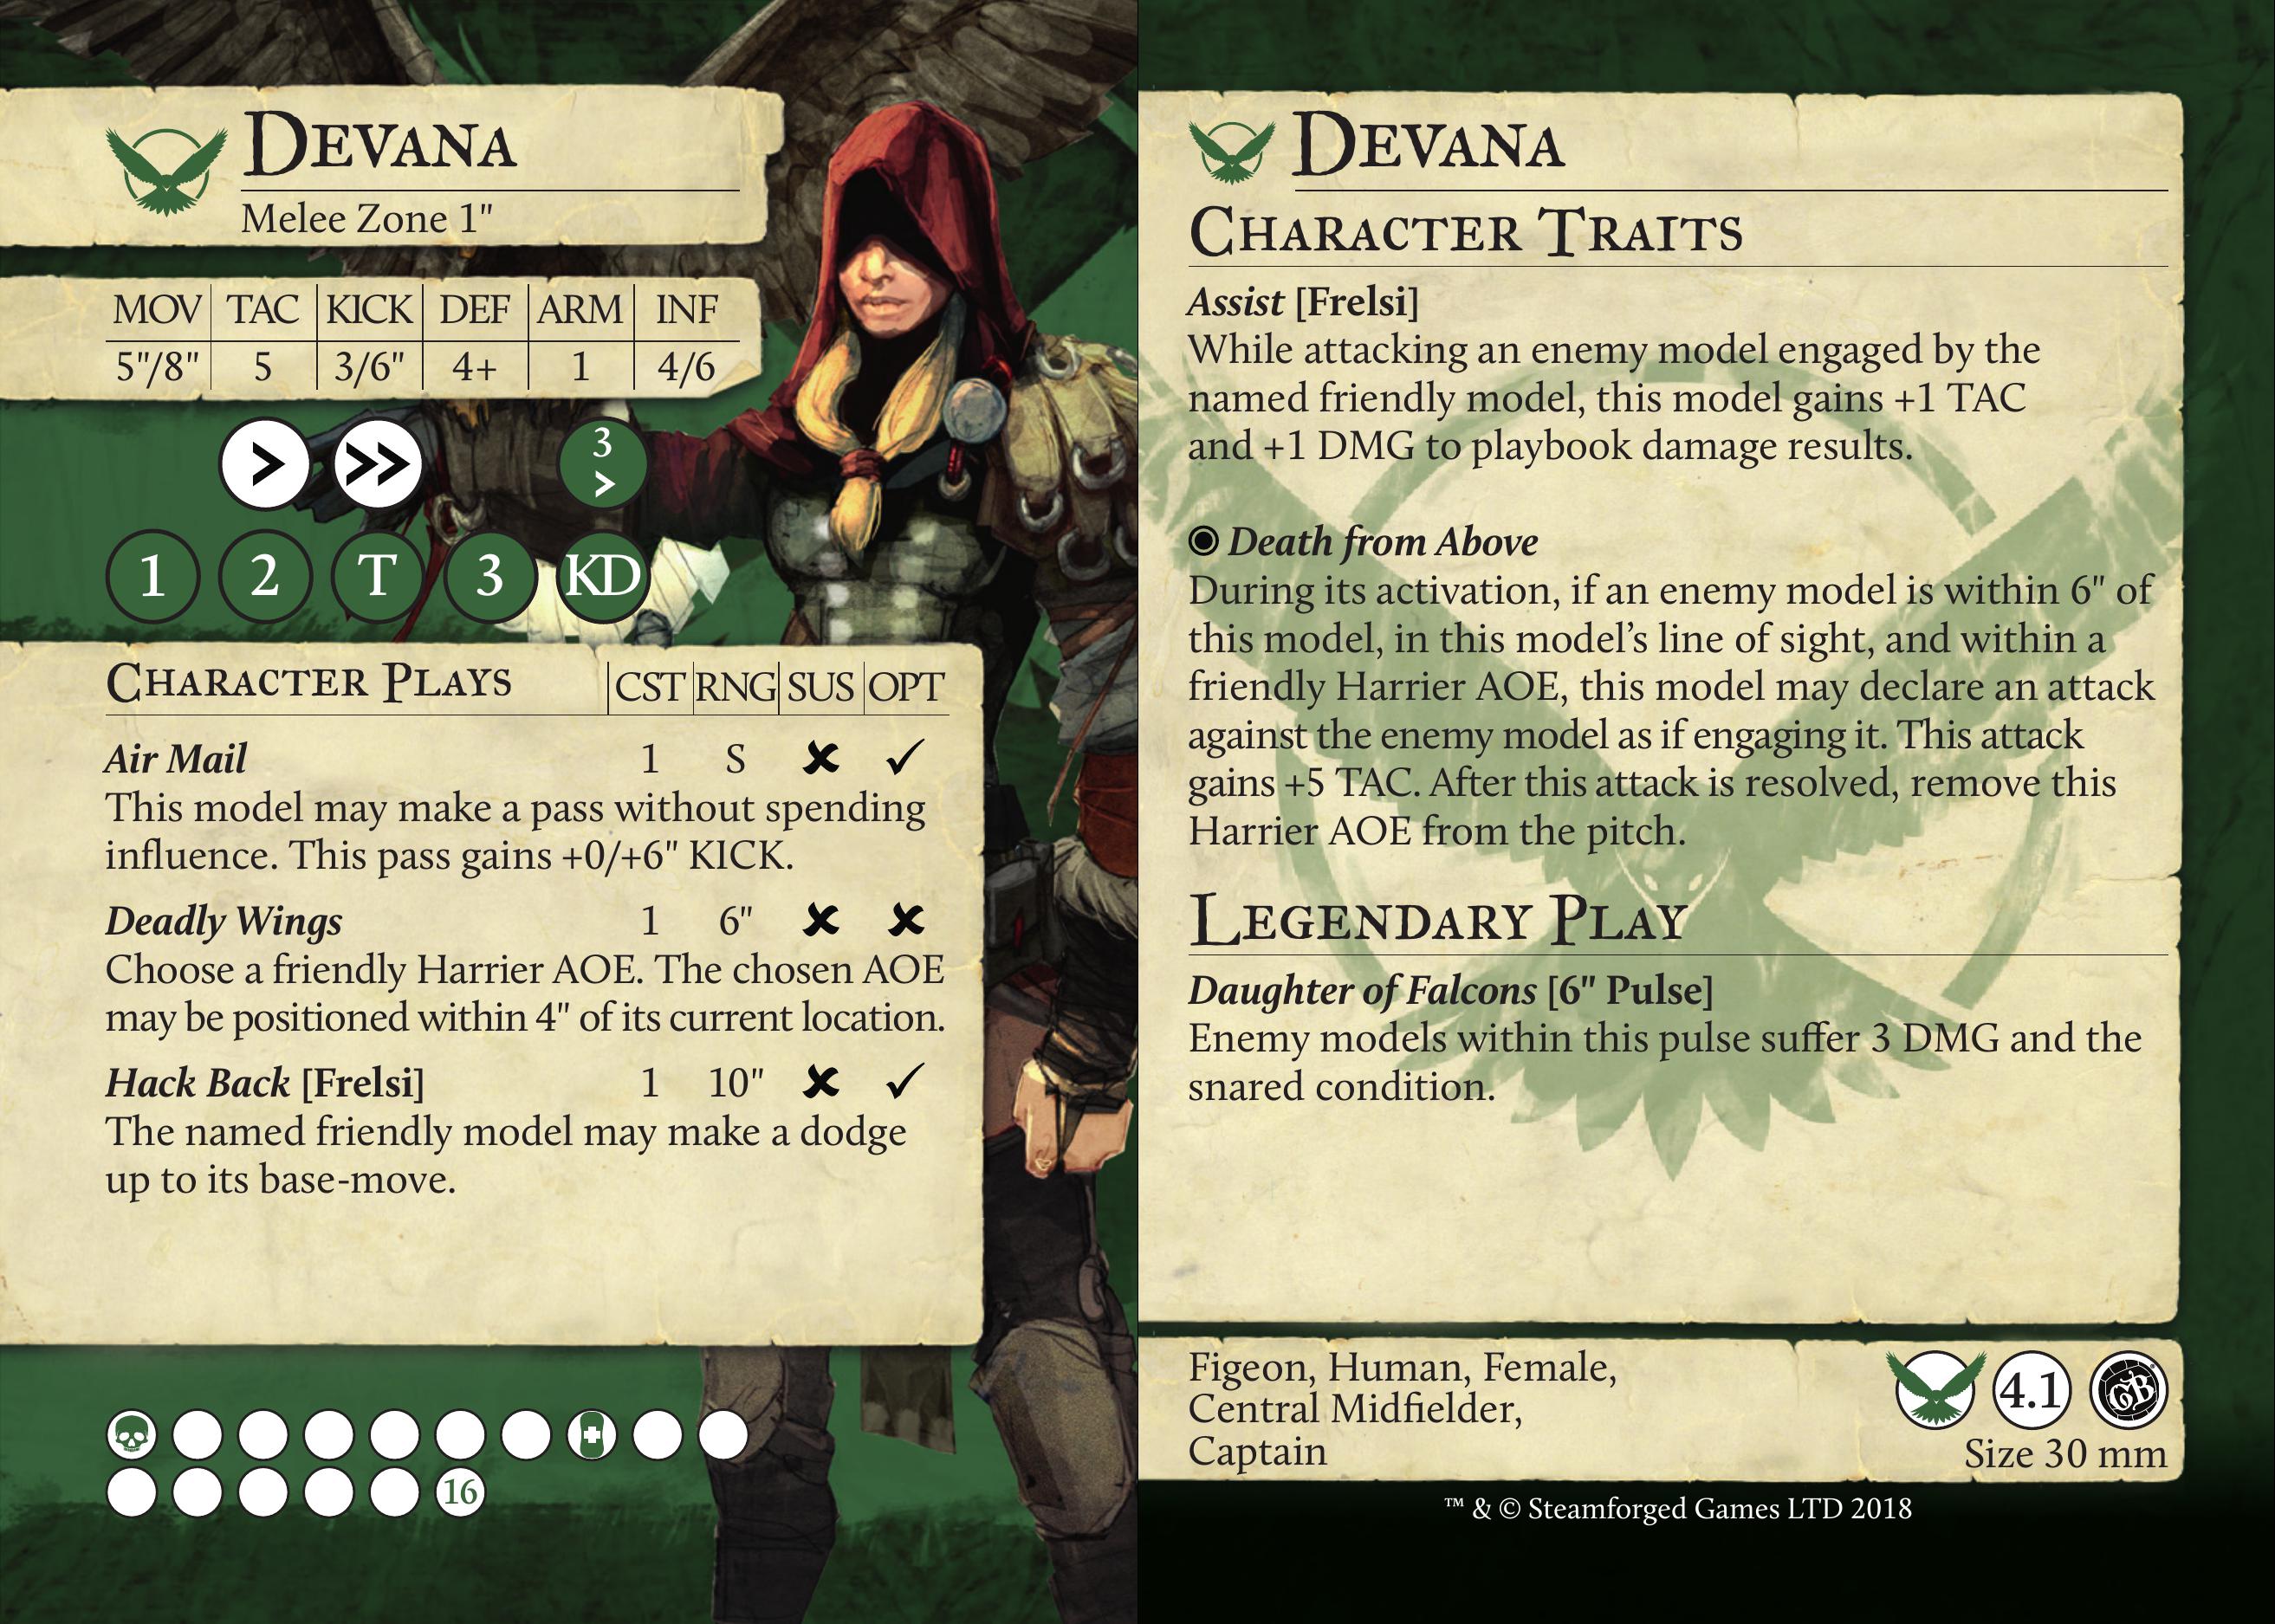 DEVANA
Melee Zone 1"
MOV TAC KICK DEF ARM INF
5"/8" 5 3/6" 4+ 1 4/6
> >> 3
>
1 2 T 3 KD
CHARACTER PLAYS CST RNG SUS OPT
Air Mail 1 S ✘ ✓
This model may make a pass without spending
influence. This pass gains +0/+6" KICK.
Deadly Wings 1 6" ✘ ✘
Choose a friendly Harrier AOE. The chosen AOE
may be positioned within 4" of its current location.
Hack Back [Frelsi] 1 10" ✘ ✓
The named friendly model may make a dodge
up to its base-move.
16
DEVANA
CHARACTER TRAITS
Assist [Frelsi]
While attacking an enemy model engaged by the
named friendly model, this model gains +1 TAC
and +1 DMG to playbook damage results.
Death from Above
During its activation, if an enemy model is within 6" of
this model, in this model's line of sight, and within a
friendly Harrier AOE, this model may declare an attack
against the enemy model as if engaging it. This attack
gains +5 TAC. After this attack is resolved, remove this
Harrier AOE from the pitch.
LEGENDARY PLAY
Daughter of Falcons [6" Pulse]
Enemy models within this pulse suffer 3 DMG and the
snared condition.
Figeon, Human, Female,
Central Midfielder,
Captain
4.1 GB
Size 30 mm
™ & © Steamforged Games LTD 2018